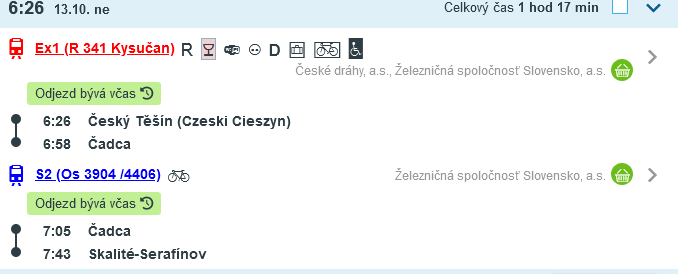 6:26 13.10. ne Celkový čas 1 hod 17 min
Ex1 (R 341 Kysučan) R D
České dráhy, a.s., Železničná spoločnosť Slovensko, a.s.
Odjezd bývá včas
6:26 Český Těšín (Czeski Cieszyn)
6:58 Čadca
S2 (Os 3904 /4406) Železničná spoločnosť Slovensko, a.s.
Odjezd bývá včas
7:05 Čadca
7:43 Skalité-Serafínov